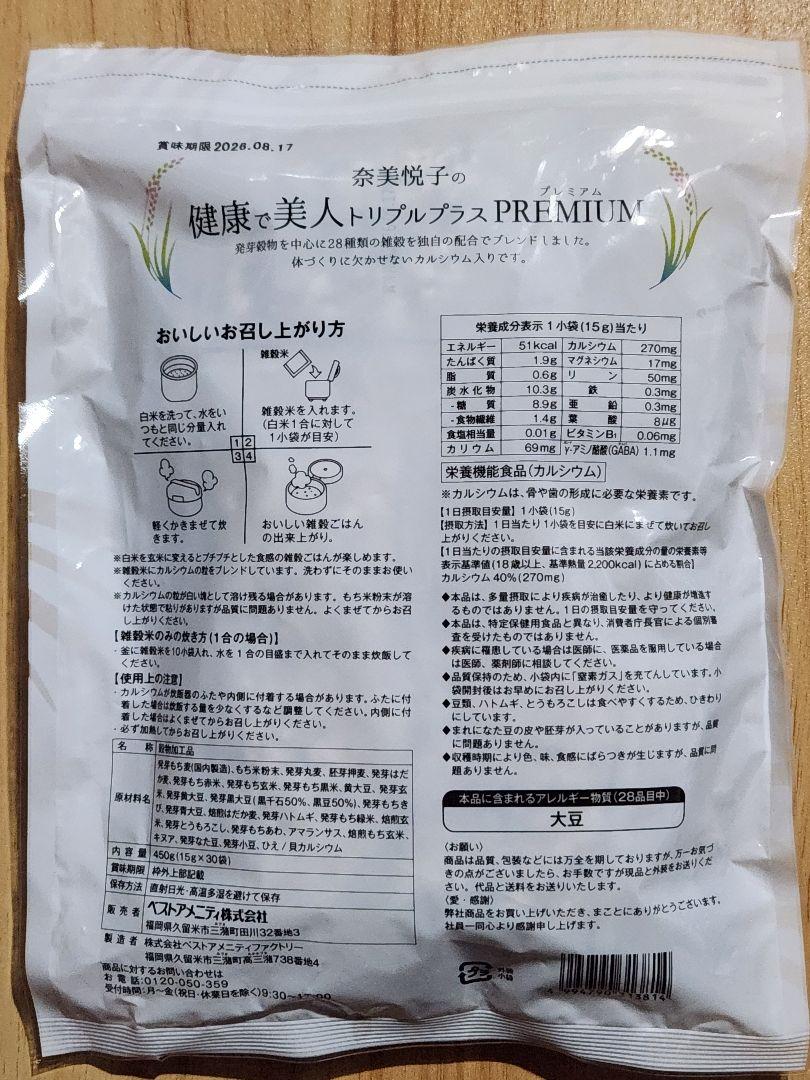 賞味期限 2026.08.17
奈美悦子の
プレミアム
健康で美人トリプルプラスPREMIUM
発芽穀物を中心に28種類の雑穀を独自の配合でブレンドしました。
体づくりに欠かせないカルシウム入りです。
おいしいお召し上がり方
白米を洗って、水をい
つもと同じ分量入れ
てください。
1
雑穀米
雑穀米を入れます。
(白米1合に対して
1小袋が目安)
2
3
軽くかきまぜて炊
きます。
4
おいしい雑穀ごはん
の出来上がり。
※白米を玄米に変えるとプチプチとした食感の雑穀ごはんが楽しめます。
※雑穀米にカルシウムの粒をブレンドしています。洗わずにそのままお使い
ください。
※カルシウムの粒が白い塊として溶け残る場合があります。もち米粉末が溶
けた状態で粘りがありますが品質に問題ありません。よくまぜてからお召
し上がりください。
【雑穀米のみの炊き方(1合の場合)】
・釜に雑穀米を10小袋入れ、水を1合の目盛まで入れてそのまま炊飯して
ください。
【使用上の注意】
・カルシウムが炊飯器のふたや内側に付着する場合があります。ふたに付
着した場合は炊飯する量を少なくするなど調整してください。内側に付
着した場合はよくまぜてからお召し上がりください。
・必ず加熱してからお召し上がりください。
名称 穀物加工品
原材料名 発芽もち麦(国内製造)、もち米粉末、発芽丸麦、胚芽押麦、発芽はだ
か麦、発芽もち赤米、発芽もち玄米、発芽もち黒米、黄大豆、発芽玄
米、発芽黄大豆、発芽黒大豆(黒千石50%、黒豆50%)、発芽もちき
び、発芽青大豆、焙煎はだか麦、発芽ハトムギ、発芽もち緑米、焙煎玄
米、発芽とうもろこし、発芽もちあわ、アマランサス、焙煎もち玄米、
キヌア、発芽なた豆、発芽小豆、ひえ/貝カルシウム
内容量 450g(15g×30袋)
賞味期限 枠外上部記載
保存方法 直射日光・高温多湿を避けて保存
販売者 ベストアメニティ株式会社
福岡県久留米市三潴町田川32番地3
製造者 株式会社ベストアメニティファクトリー
福岡県久留米市三潴町高三潴738番地4
商品に対するお問い合わせは
お電話:0120-050-359
受付時間:月~金(祝日・休業日を除く)9:30~17:00
栄養成分表示 1小袋(15g)当たり
エネルギー 51kcal カルシウム 270mg
たんぱく質 1.9g マグネシウム 17mg
脂質 0.6g リン 50mg
炭水化物 10.3g 鉄 0.3mg
-糖質 8.9g 亜鉛 0.3mg
-食物繊維 1.4g 葉酸 8μg
食塩相当量 0.01g ビタミンB₁ 0.06mg
カリウム 69mg γ-アミノ酪酸(GABA) 1.1mg
栄養機能食品(カルシウム)
※カルシウムは、骨や歯の形成に必要な栄養素です。
【1日摂取目安量】1小袋(15g)
【摂取方法】1日当たり1小袋を目安に白米にまぜて炊いてお召し
上がりください。
【1日当たりの摂取目安量に含まれる当該栄養成分の量の栄養素等
表示基準値(18歳以上、基準熱量2,200kcal)に占める割合】
カルシウム 40%(270mg)
◆本品は、多量摂取により疾病が治癒したり、より健康が増進す
るものではありません。1日の摂取目安量を守ってください。
◆本品は、特定保健用食品と異なり、消費者庁長官による個別審
査を受けたものではありません。
◆疾病に罹患している場合は医師に、医薬品を服用している場合
は医師、薬剤師に相談してください。
◆品質保持のため、小袋内に「窒素ガス」を充てんしています。小
袋開封後はお早めにお召し上がりください。
◆豆類、ハトムギ、とうもろこしは食べやすくするため、ひきわり
にしています。
◆まれになた豆の皮や胚芽が入っていることがありますが、品質
に問題ありません。
◆収穫時期により色、味、食感にばらつきが生じますが、品質に問
題ありません。
本品に含まれるアレルギー物質(28品目中)
大豆
〈お願い〉
商品は品質、包装などには万全を期しておりますが、万一お気づ
きの点がございましたら、お手数ですが現品と外装をお送りくだ
さい。代品と送料をお送りいたします。
〈愛・感謝〉
弊社商品をお買い上げいただき、まことにありがとうございます。
社員一同心より感謝申し上げます。
プラ
外袋
小袋